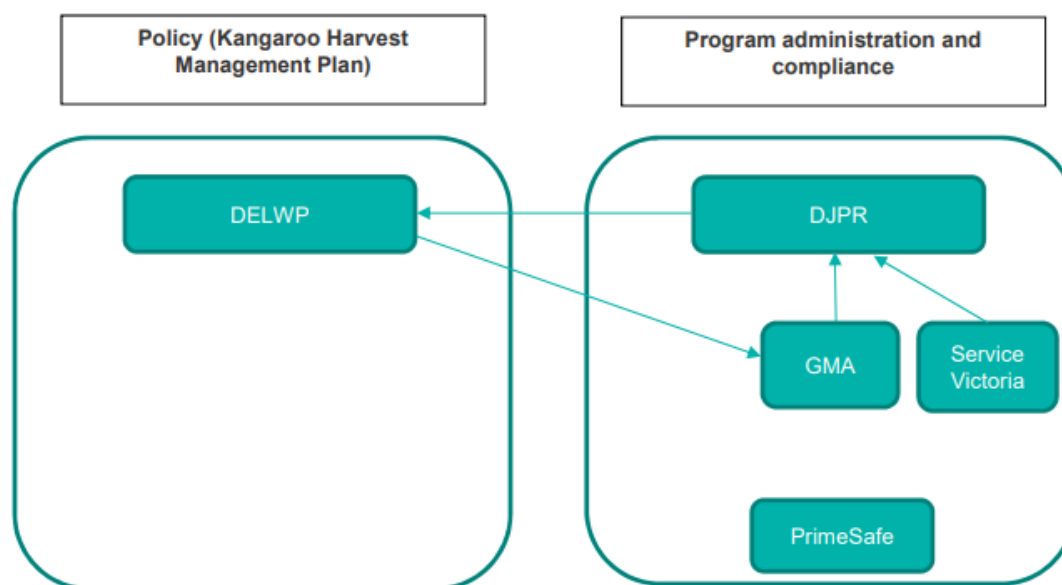 Policy (Kangaroo Harvest
Management Plan)
Program administration and
compliance
DELWP
DJPR
GMA
Service
Victoria
PrimeSafe